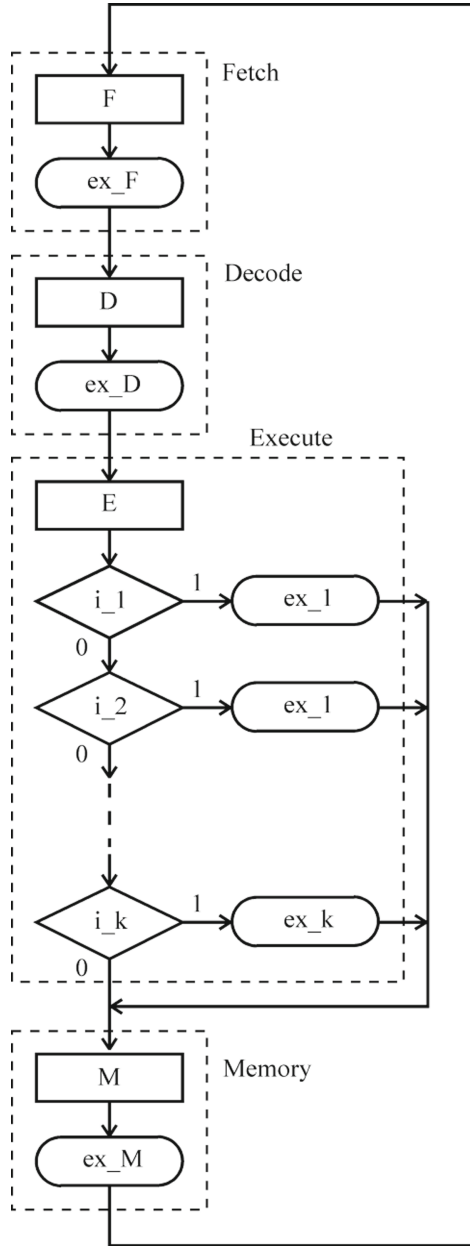 Fetch
F
ex_F
Decode
D
ex_D
Execute
E
i_1
1
ex_1
0
i_2
1
ex_1
0
i_k
1
ex_k
0
M
Memory
ex_M